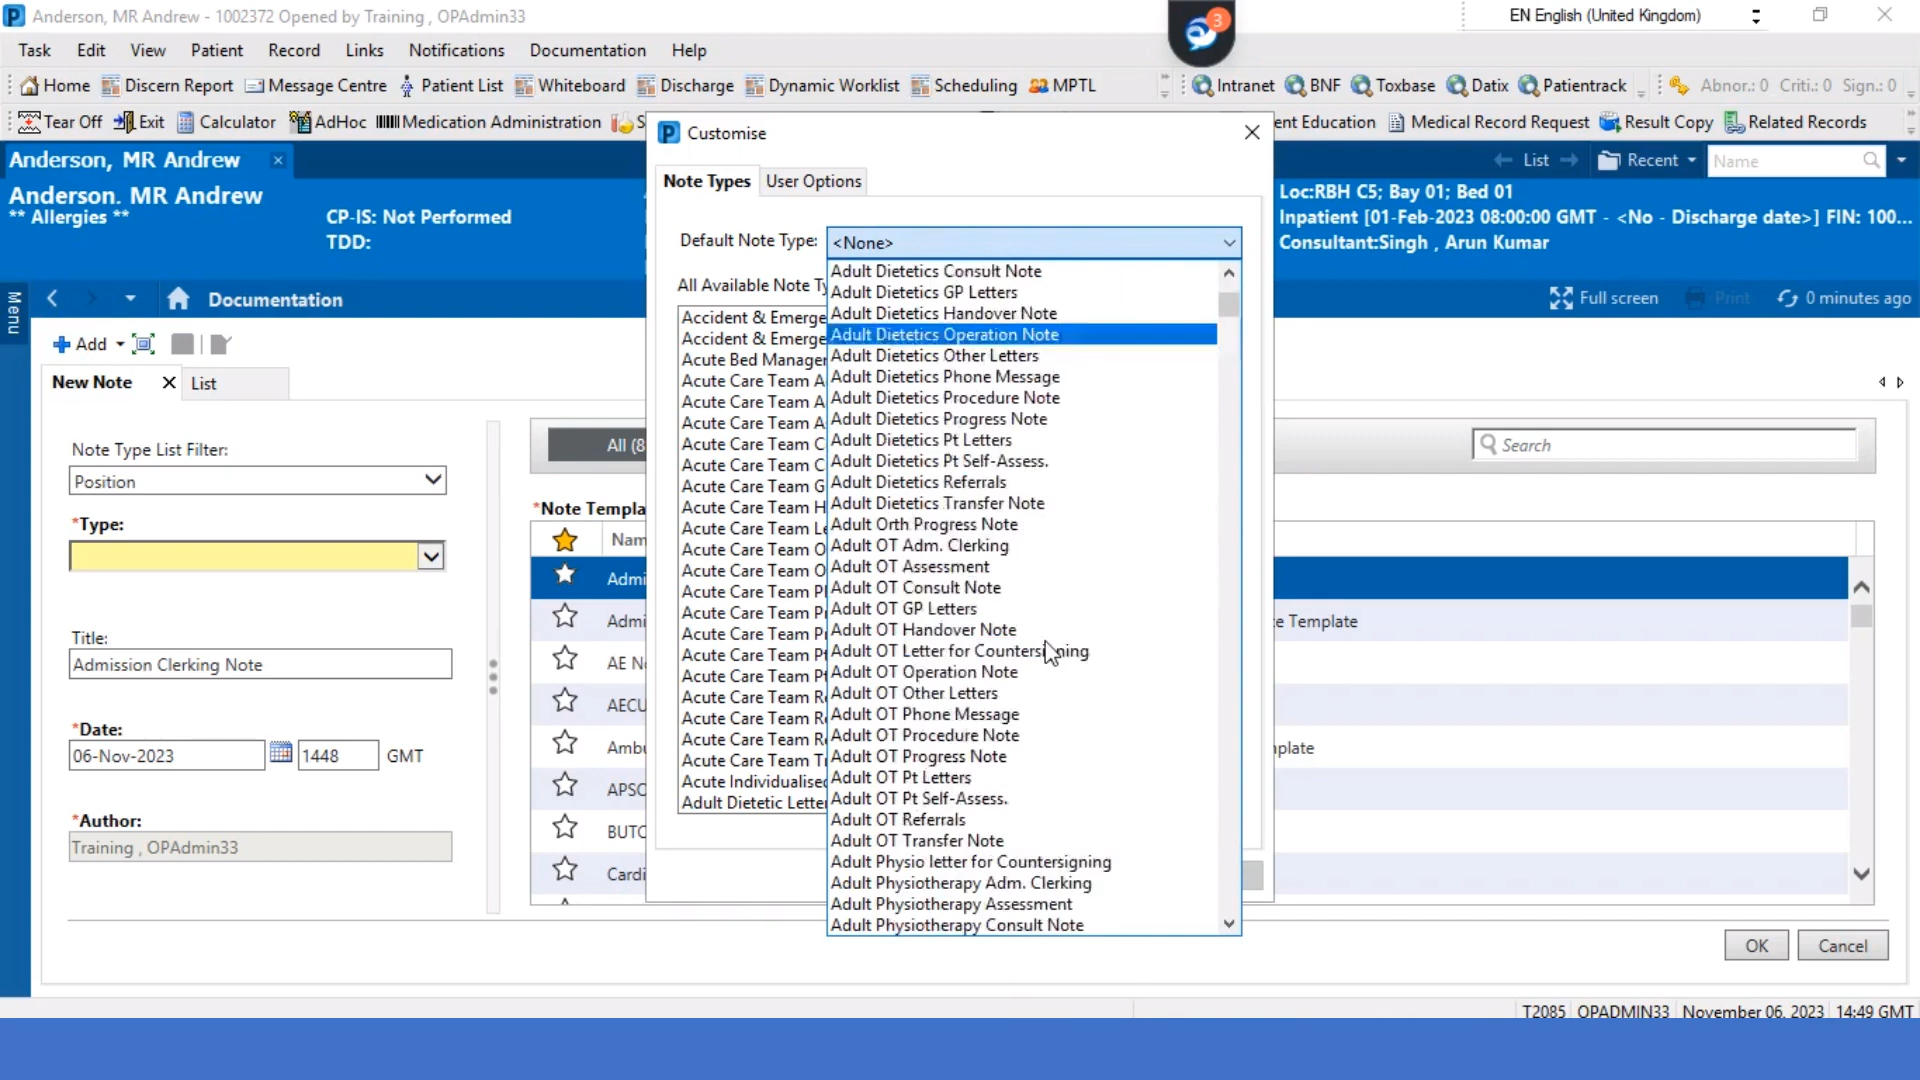 Anderson, MR Andrew - 1002372 Opened by Training , OPAdmin33
3
EN English (United Kingdom)
Task Edit View Patient Record Links Notifications Documentation Help
Home Discern Report Message Centre Patient List Whiteboard Discharge Dynamic Worklist Scheduling MPTL Intranet BNF Toxbase Datix Patientrack Abnor.: 0 Criti.: 0 Sign.: 0
Tear Off Exit Calculator AdHoc Medication Administration ent Education Medical Record Request Result Copy Related Records
Customise
Anderson, MR Andrew
List Recent Name
Anderson. MR Andrew
** Allergies **
CP-IS: Not Performed
TDD:
Loc:RBH C5; Bay 01; Bed 01
Inpatient [01-Feb-2023 08:00:00 GMT - <No - Discharge date>] FIN: 100...
Consultant:Singh , Arun Kumar
Menu
Documentation
Full screen Print 0 minutes ago
Add
New Note List
Note Type List Filter:
Position
*Type:
Title:
Admission Clerking Note
*Date:
06-Nov-2023 1448 GMT
*Author:
Training , OPAdmin33
All (8
Search
*Note Templa
Nam
Admi
Admi e Template
AE N
AECU
Ambu plate
APSC
BUTC
Cardi
Note Types User Options
Default Note Type: <None>
All Available Note Ty
Accident & Emerge
Accident & Emerge
Acute Bed Manager
Acute Care Team A
Acute Care Team A
Acute Care Team A
Acute Care Team C
Acute Care Team C
Acute Care Team G
Acute Care Team H
Acute Care Team Le
Acute Care Team O
Acute Care Team O
Acute Care Team Pl
Acute Care Team Pr
Acute Care Team Pr
Acute Care Team Pt
Acute Care Team Pt
Acute Care Team Re
Acute Care Team Re
Acute Care Team Re
Acute Care Team Tr
Acute Individualised
Adult Dietetic Letter
Adult Dietetics Consult Note
Adult Dietetics GP Letters
Adult Dietetics Handover Note
Adult Dietetics Operation Note
Adult Dietetics Other Letters
Adult Dietetics Phone Message
Adult Dietetics Procedure Note
Adult Dietetics Progress Note
Adult Dietetics Pt Letters
Adult Dietetics Pt Self-Assess.
Adult Dietetics Referrals
Adult Dietetics Transfer Note
Adult Orth Progress Note
Adult OT Adm. Clerking
Adult OT Assessment
Adult OT Consult Note
Adult OT GP Letters
Adult OT Handover Note
Adult OT Letter for Countersigning
Adult OT Operation Note
Adult OT Other Letters
Adult OT Phone Message
Adult OT Procedure Note
Adult OT Progress Note
Adult OT Pt Letters
Adult OT Pt Self-Assess.
Adult OT Referrals
Adult OT Transfer Note
Adult Physio letter for Countersigning
Adult Physiotherapy Adm. Clerking
Adult Physiotherapy Assessment
Adult Physiotherapy Consult Note
OK Cancel
T2085 OPADMIN33 November 06, 2023 14:49 GMT